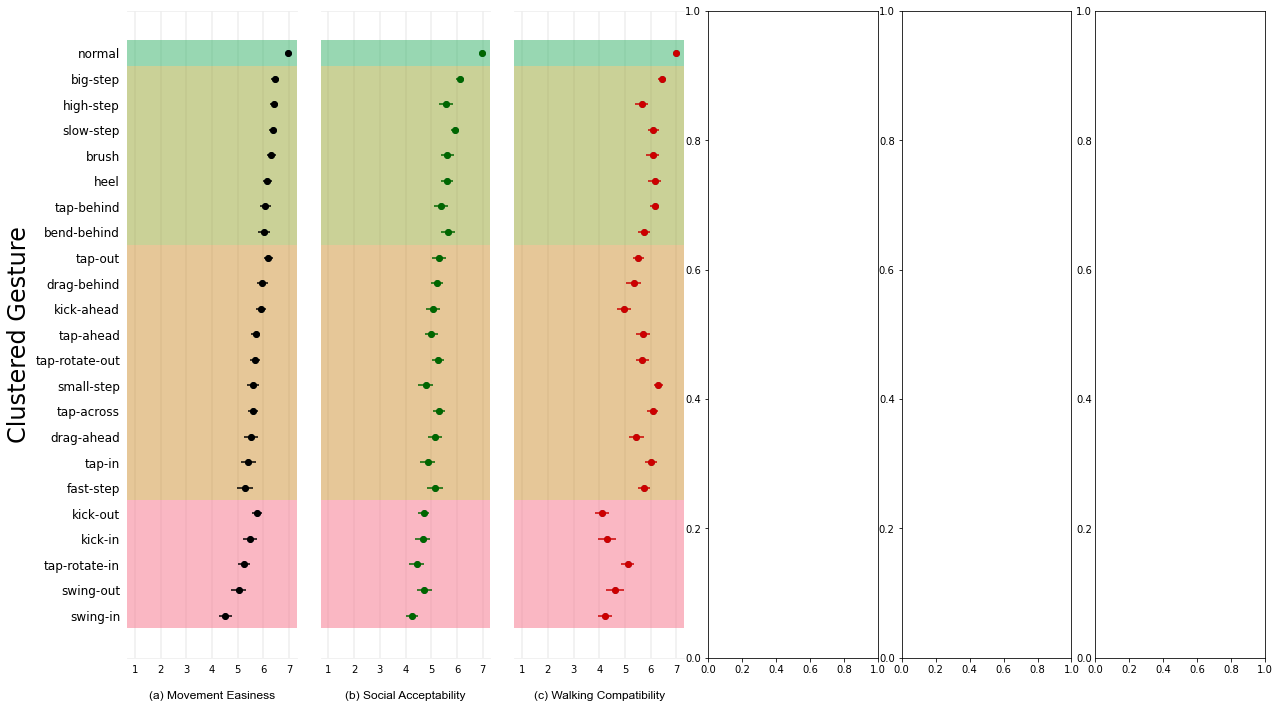 Clustered Gesture
normal
big-step
high-step
slow-step
brush
heel
tap-behind
bend-behind
tap-out
drag-behind
kick-ahead
tap-ahead
tap-rotate-out
small-step
tap-across
drag-ahead
tap-in
fast-step
kick-out
kick-in
tap-rotate-in
swing-out
swing-in
1 2 3 4 5 6 7
(a) Movement Easiness
1 2 3 4 5 6 7
(b) Social Acceptability
1 2 3 4 5 6 7
(c) Walking Compatibility
1.0
0.8
0.6
0.4
0.2
0.0
0.0 0.2 0.4 0.6 0.8 1.0
1.0
0.8
0.6
0.4
0.2
0.0
0.0 0.2 0.4 0.6 0.8 1.0
1.0
0.8
0.6
0.4
0.2
0.0
0.0 0.2 0.4 0.6 0.8 1.0